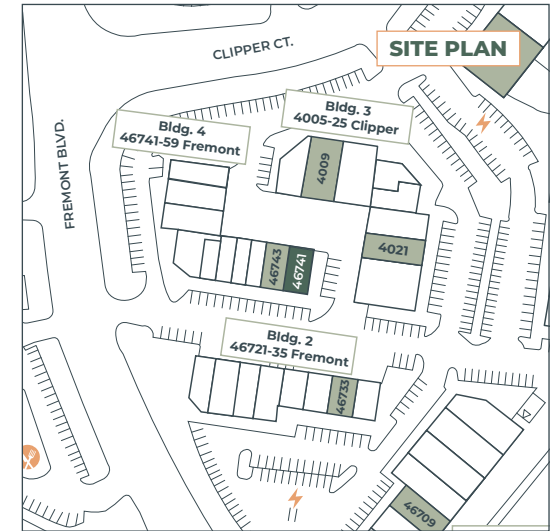 SITE PLAN
CLIPPER CT.
FREMONT BLVD.
Bldg. 3
4005-25 Clipper
Bldg. 4
46741-59 Fremont
4009
4021
46743
46741
Bldg. 2
46721-35 Fremont
46733
46709